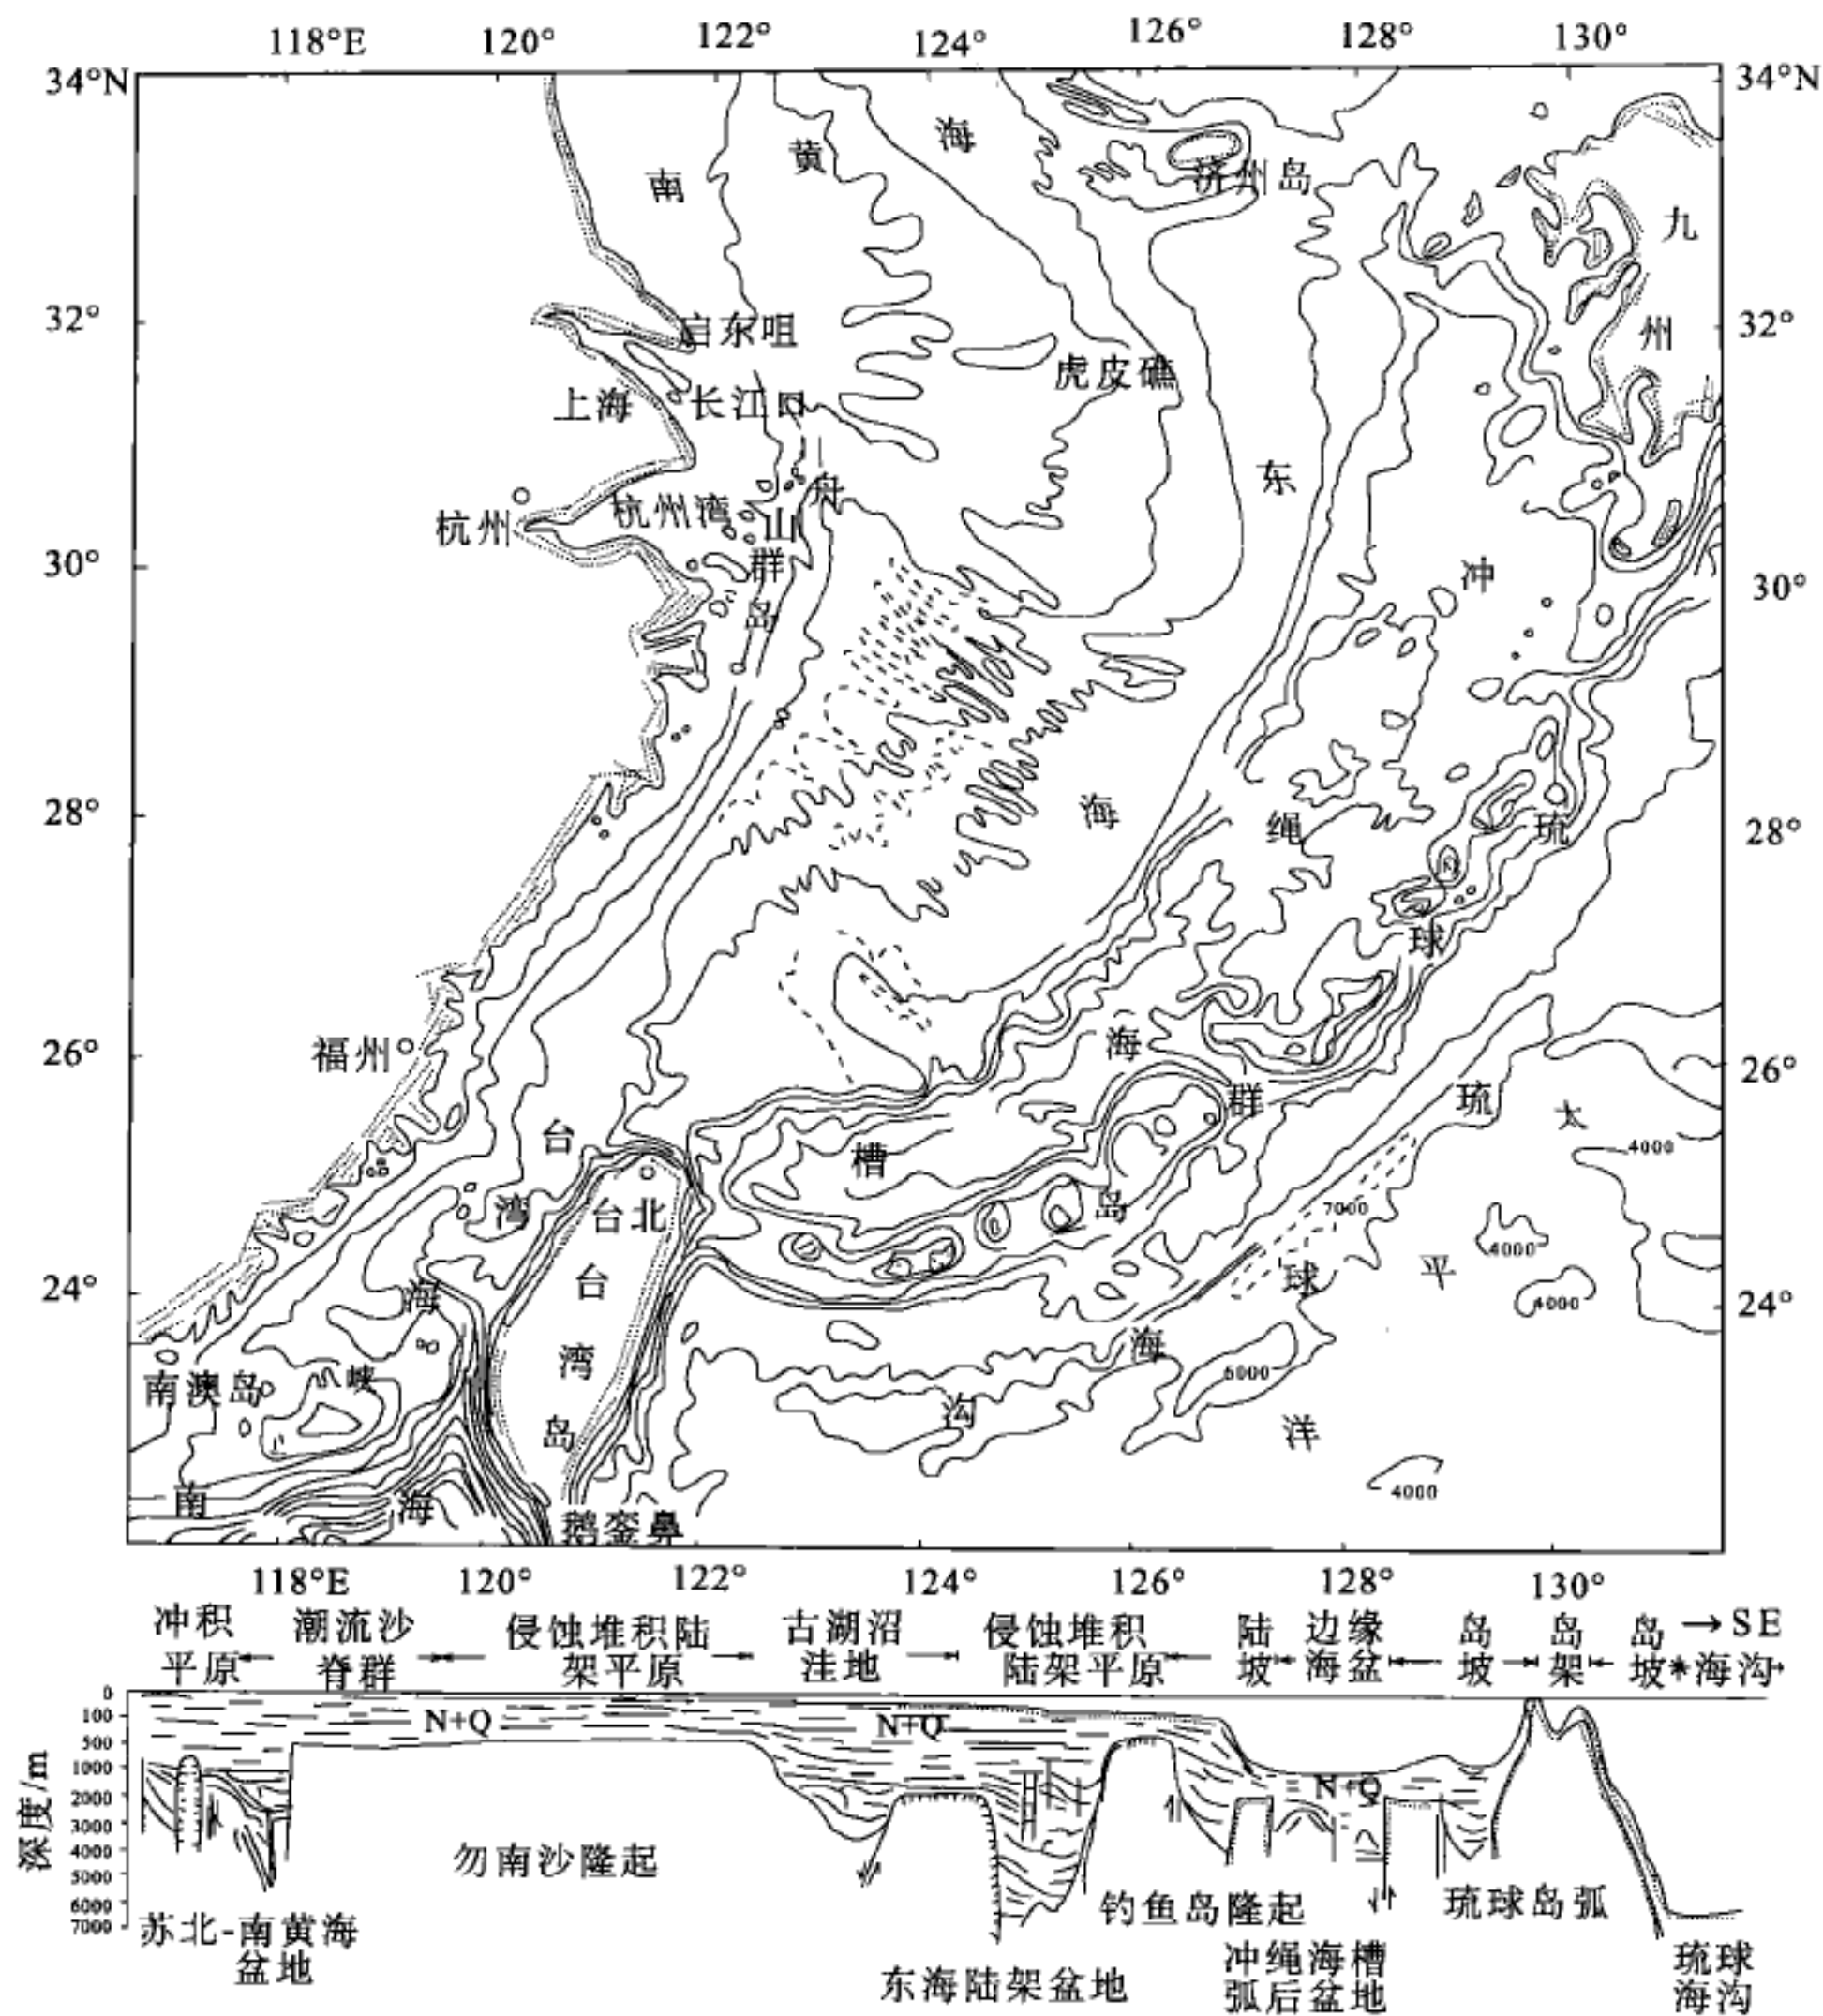 118°E 120° 122° 124° 126° 128° 130°
34°N 34°N
海
黄
南
济州岛
九
32° 32°
启东咀
州
虎皮礁
上海 长江口
东
舟
杭州湾 山
杭州
群
冲
30° 30°
岛
28° 28°
海 绳 琉
球
福州 海
26° 26°
群 琉 太
台
4000
槽
湾 台北 岛
7000
4000
台 球 平
24° 24°
海
4000
海
湾
南澳岛 峡
6000
沟
岛 洋
4000
南 海
鹅銮鼻
118°E 120° 122° 124° 126° 128° 130°
冲积平原
潮流沙脊群
侵蚀堆积陆架平原
古湖沼洼地
侵蚀堆积陆架平原
陆坡
边缘海盆
岛坡
岛架
岛坡
海沟
→SE
深度/m
0
100
500
1000
2000
3000
4000
5000
6000
7000
N+Q N+Q N+Q
勿南沙隆起
苏北-南黄海
盆地
东海陆架盆地
钓鱼岛隆起
冲绳海槽
弧后盆地
琉球岛弧
琉球
海沟